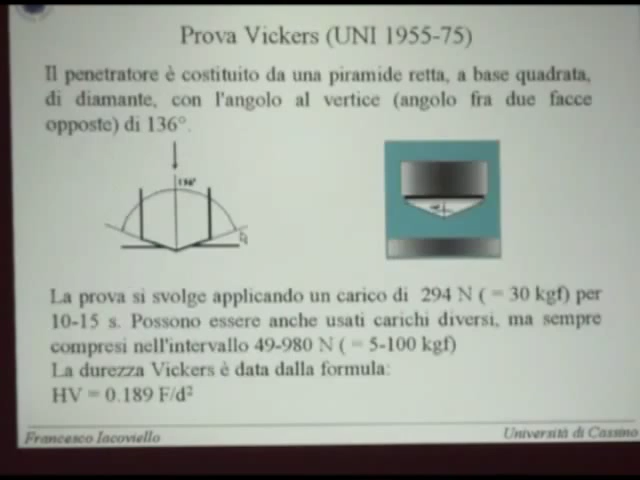 Prova Vickers (UNI 1955-75)
Il penetratore è costituito da una piramide retta, a base quadrata,
di diamante, con l'angolo al vertice (angolo fra due facce
opposte) di 136°.
136°
La prova si svolge applicando un carico di 294 N ( = 30 kgf) per
10-15 s. Possono essere anche usati carichi diversi, ma sempre
compresi nell'intervallo 49-980 N ( = 5-100 kgf)
La durezza Vickers è data dalla formula:
HV = 0.189 F/d²
Francesco Iacoviello
Università di Cassino